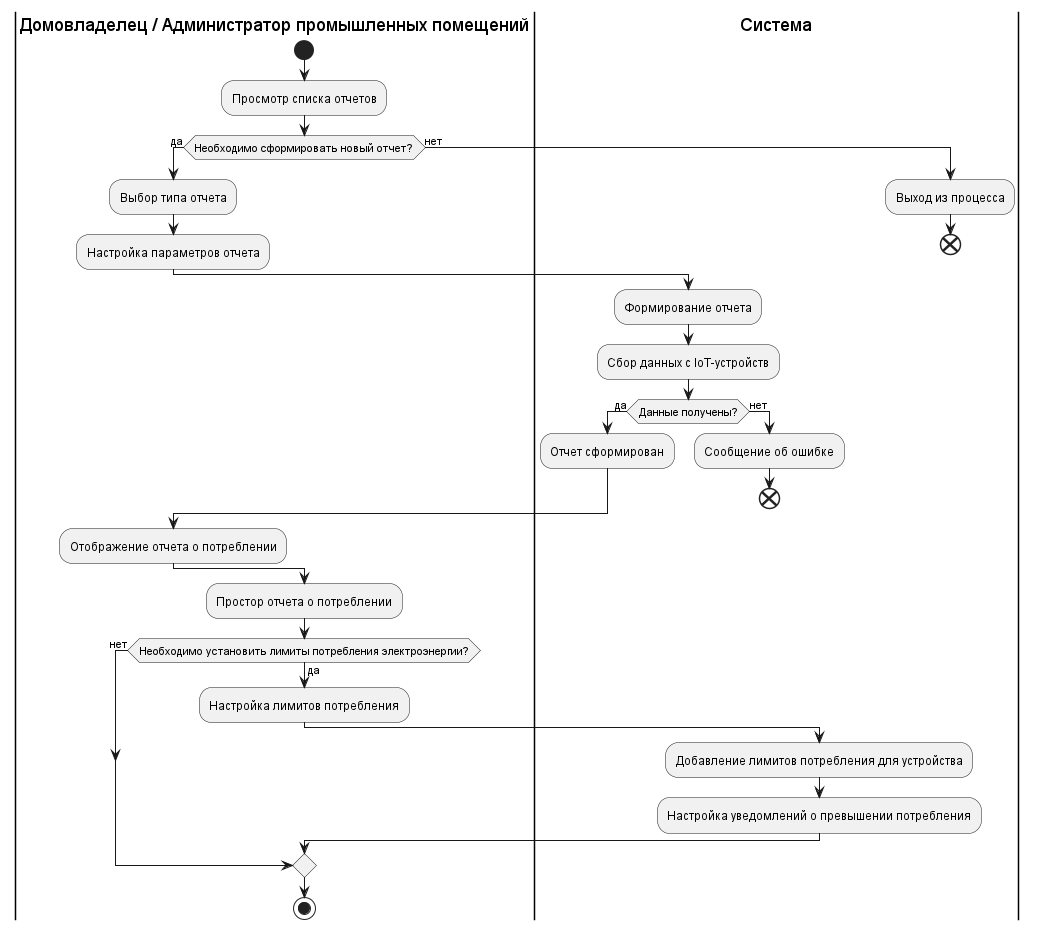 Домовладелец / Администратор промышленных помещений
Система
Просмотр списка отчетов
да
Необходимо сформировать новый отчет?
нет
Выбор типа отчета
Выход из процесса
Настройка параметров отчета
Формирование отчета
Сбор данных с IoT-устройств
да
Данные получены?
нет
Отчет сформирован
Сообщение об ошибке
Отображение отчета о потреблении
Простор отчета о потреблении
нет
Необходимо установить лимиты потребления электроэнергии?
да
Настройка лимитов потребления
Добавление лимитов потребления для устройства
Настройка уведомлений о превышении потребления